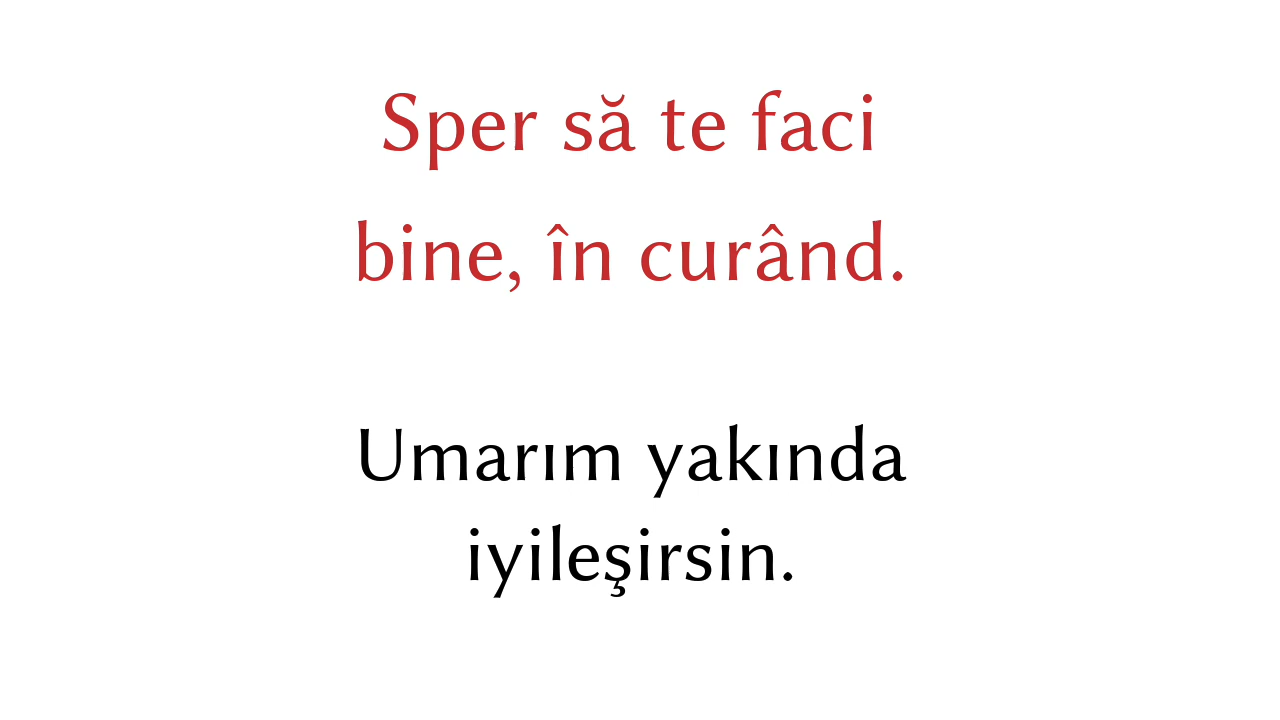 Sper să te faci
bine, în curând.
Umarım yakında
iyileşirsin.